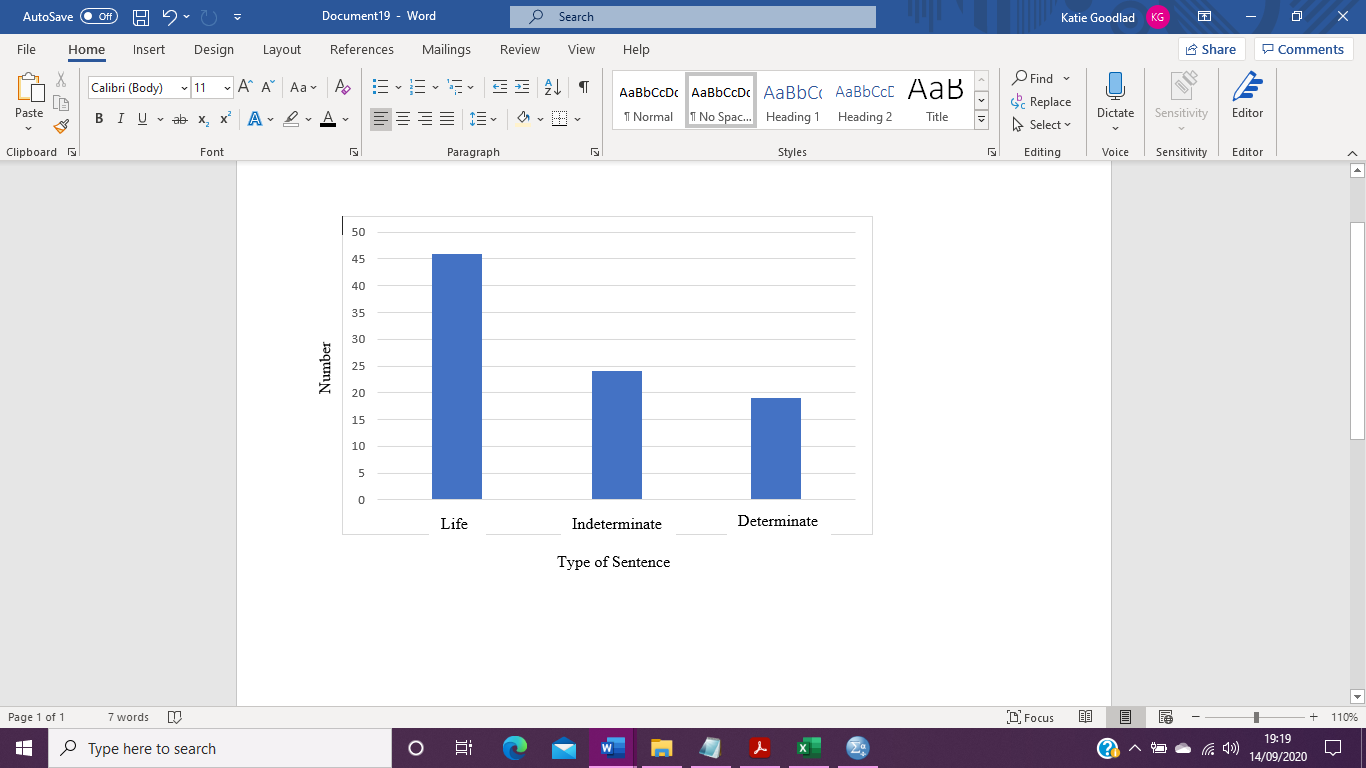 AutoSave Off Document19 - Word Search Katie Goodlad KG
File Home Insert Design Layout References Mailings Review View Help Share Comments
Paste
Calibri (Body) 11 Aa A
B I U ab x2 x2 A A
AaBbCcDc AaBbCcDc AaBbCc AaBbCcD AaB
¶ Normal ¶ No Spac... Heading 1 Heading 2 Title
Find
Replace
Select
Dictate
Sensitivity
Editor
Clipboard Font Paragraph Styles Editing Voice Sensitivity Editor
50
45
40
35
30
25
20
15
10
5
0
Number
Life Indeterminate Determinate
Type of Sentence
Page 1 of 1 7 words Focus 110%
Type here to search
19:19
14/09/2020